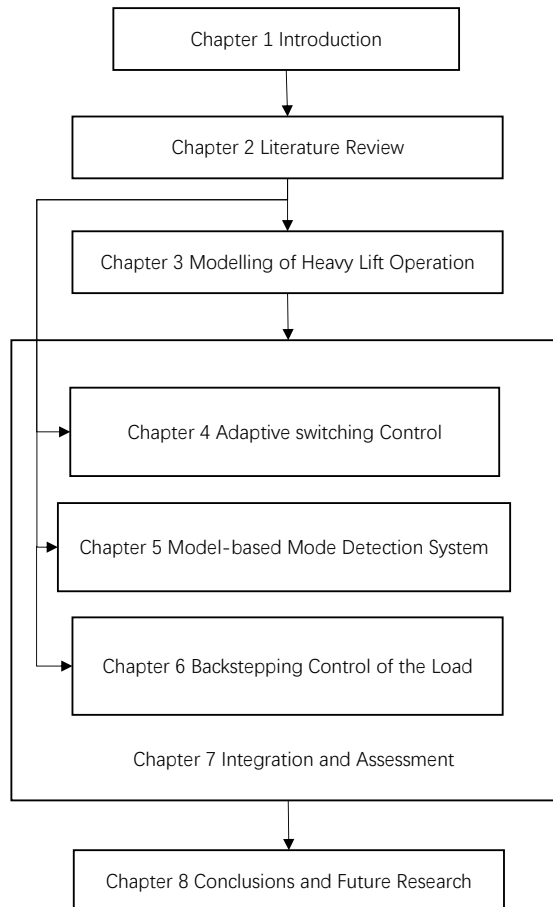 Chapter 1 Introduction
Chapter 2 Literature Review
Chapter 3 Modelling of Heavy Lift Operation
Chapter 4 Adaptive switching Control
Chapter 5 Model-based Mode Detection System
Chapter 6 Backstepping Control of the Load
Chapter 7 Integration and Assessment
Chapter 8 Conclusions and Future Research